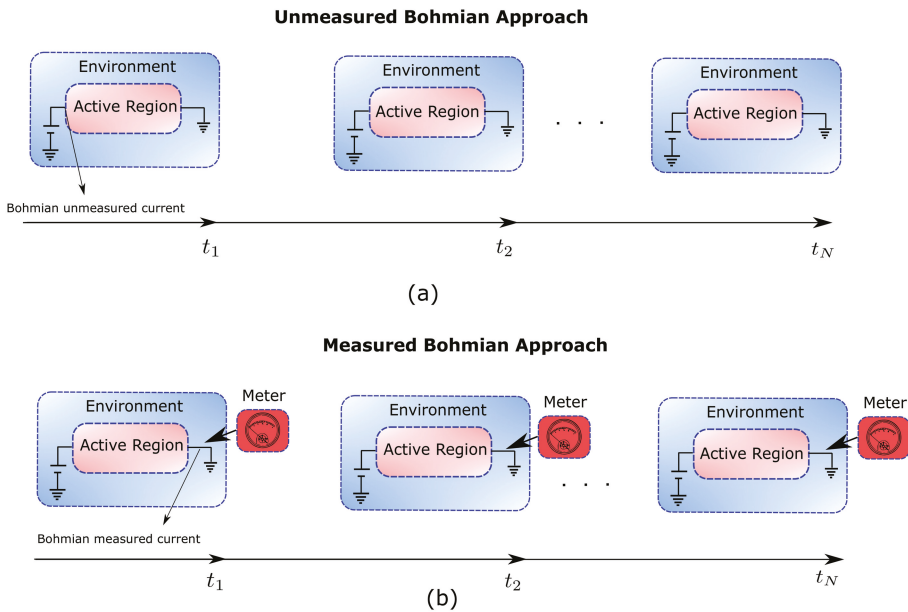 Unmeasured Bohmian Approach
Environment
Active Region
Environment
Active Region
Environment
Active Region
. . .
Bohmian unmeasured current
t1
t2
tN
(a)
Measured Bohmian Approach
Meter
Environment
Active Region
Meter
Environment
Active Region
Meter
Environment
Active Region
. . .
Bohmian measured current
t1
t2
tN
(b)